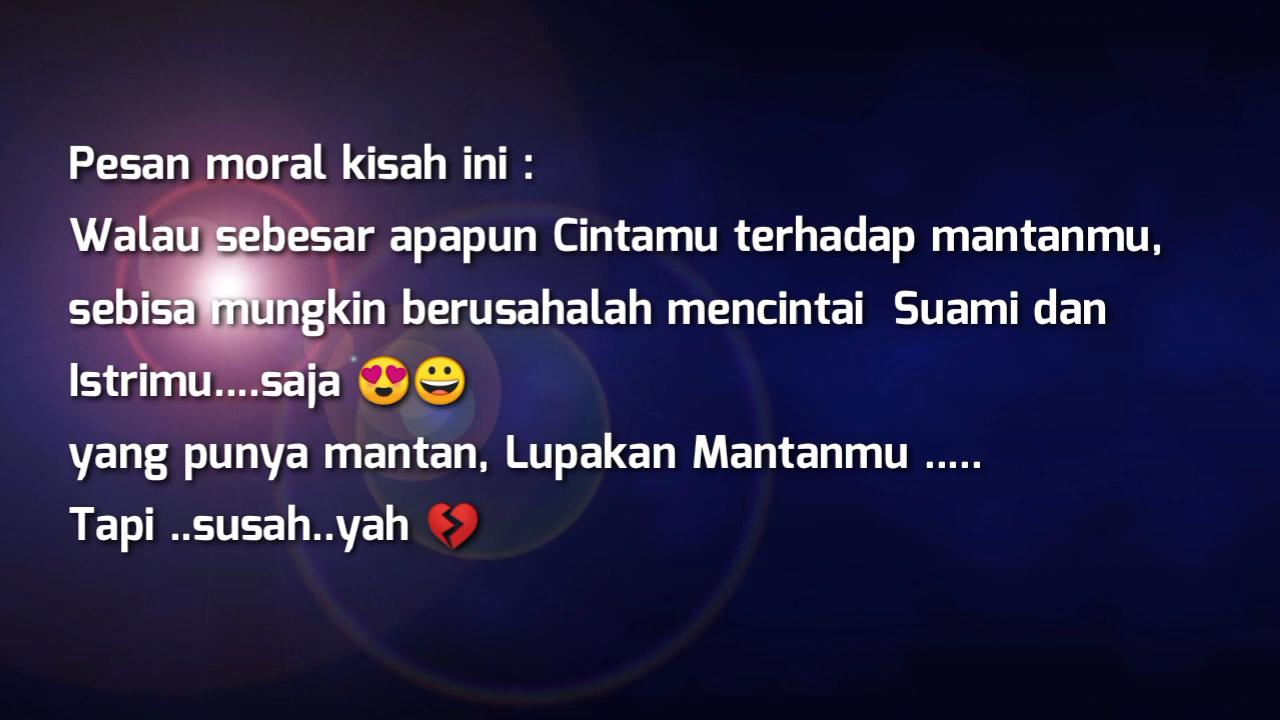 Pesan moral kisah ini :
Walau sebesar apapun Cintamu terhadap mantanmu,
sebisa mungkin berusahalah mencintai  Suami dan
Istrimu....saja 😍😀
yang punya mantan, Lupakan Mantanmu .....
Tapi ..susah..yah 💔